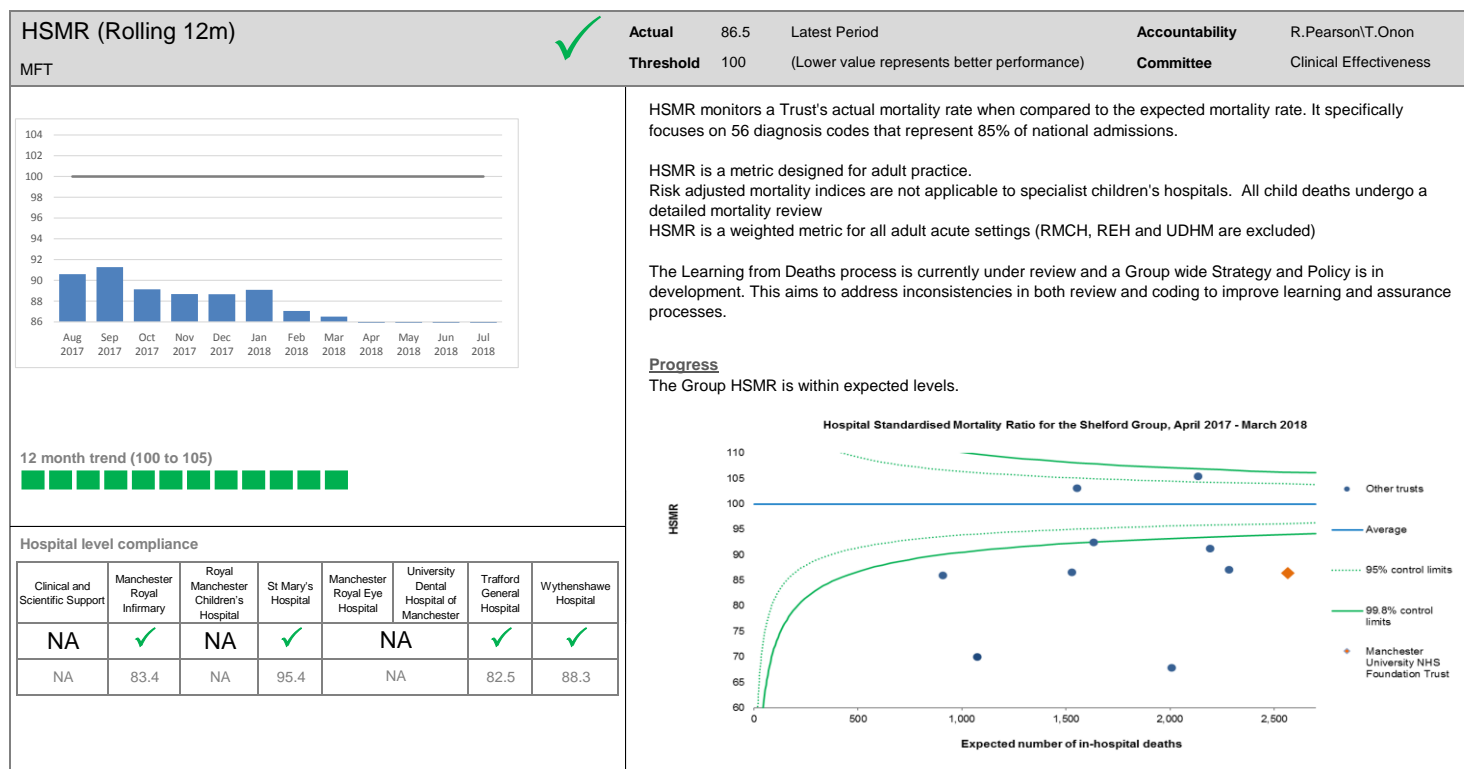 HSMR (Rolling 12m)
MFT
Actual 86.5 Latest Period Accountability R.Pearson\T.Onon
Threshold 100 (Lower value represents better performance) Committee Clinical Effectiveness
104
102
100
98
96
94
92
90
88
86
Aug Sep Oct Nov Dec Jan Feb Mar Apr May Jun Jul
2017 2017 2017 2017 2017 2018 2018 2018 2018 2018 2018 2018
12 month trend (100 to 105)
Hospital level compliance
Clinical and
Scientific Support
Manchester
Royal
Infirmary
Royal
Manchester
Children's
Hospital
St Mary's
Hospital
Manchester
Royal Eye
Hospital
University
Dental
Hospital of
Manchester
Trafford
General
Hospital
Wythenshawe
Hospital
NA ✓ NA ✓ NA ✓ ✓
NA 83.4 NA 95.4 NA 82.5 88.3
HSMR monitors a Trust's actual mortality rate when compared to the expected mortality rate. It specifically
focuses on 56 diagnosis codes that represent 85% of national admissions.
HSMR is a metric designed for adult practice.
Risk adjusted mortality indices are not applicable to specialist children's hospitals. All child deaths undergo a
detailed mortality review
HSMR is a weighted metric for all adult acute settings (RMCH, REH and UDHM are excluded)
The Learning from Deaths process is currently under review and a Group wide Strategy and Policy is in
development. This aims to address inconsistencies in both review and coding to improve learning and assurance
processes.
Progress
The Group HSMR is within expected levels.
Hospital Standardised Mortality Ratio for the Shelford Group, April 2017 - March 2018
HSMR
110
105
100
95
90
85
80
75
70
65
60
0 500 1,000 1,500 2,000 2,500
Expected number of in-hospital deaths
Other trusts
Average
95% control limits
99.8% control
limits
Manchester
University NHS
Foundation Trust